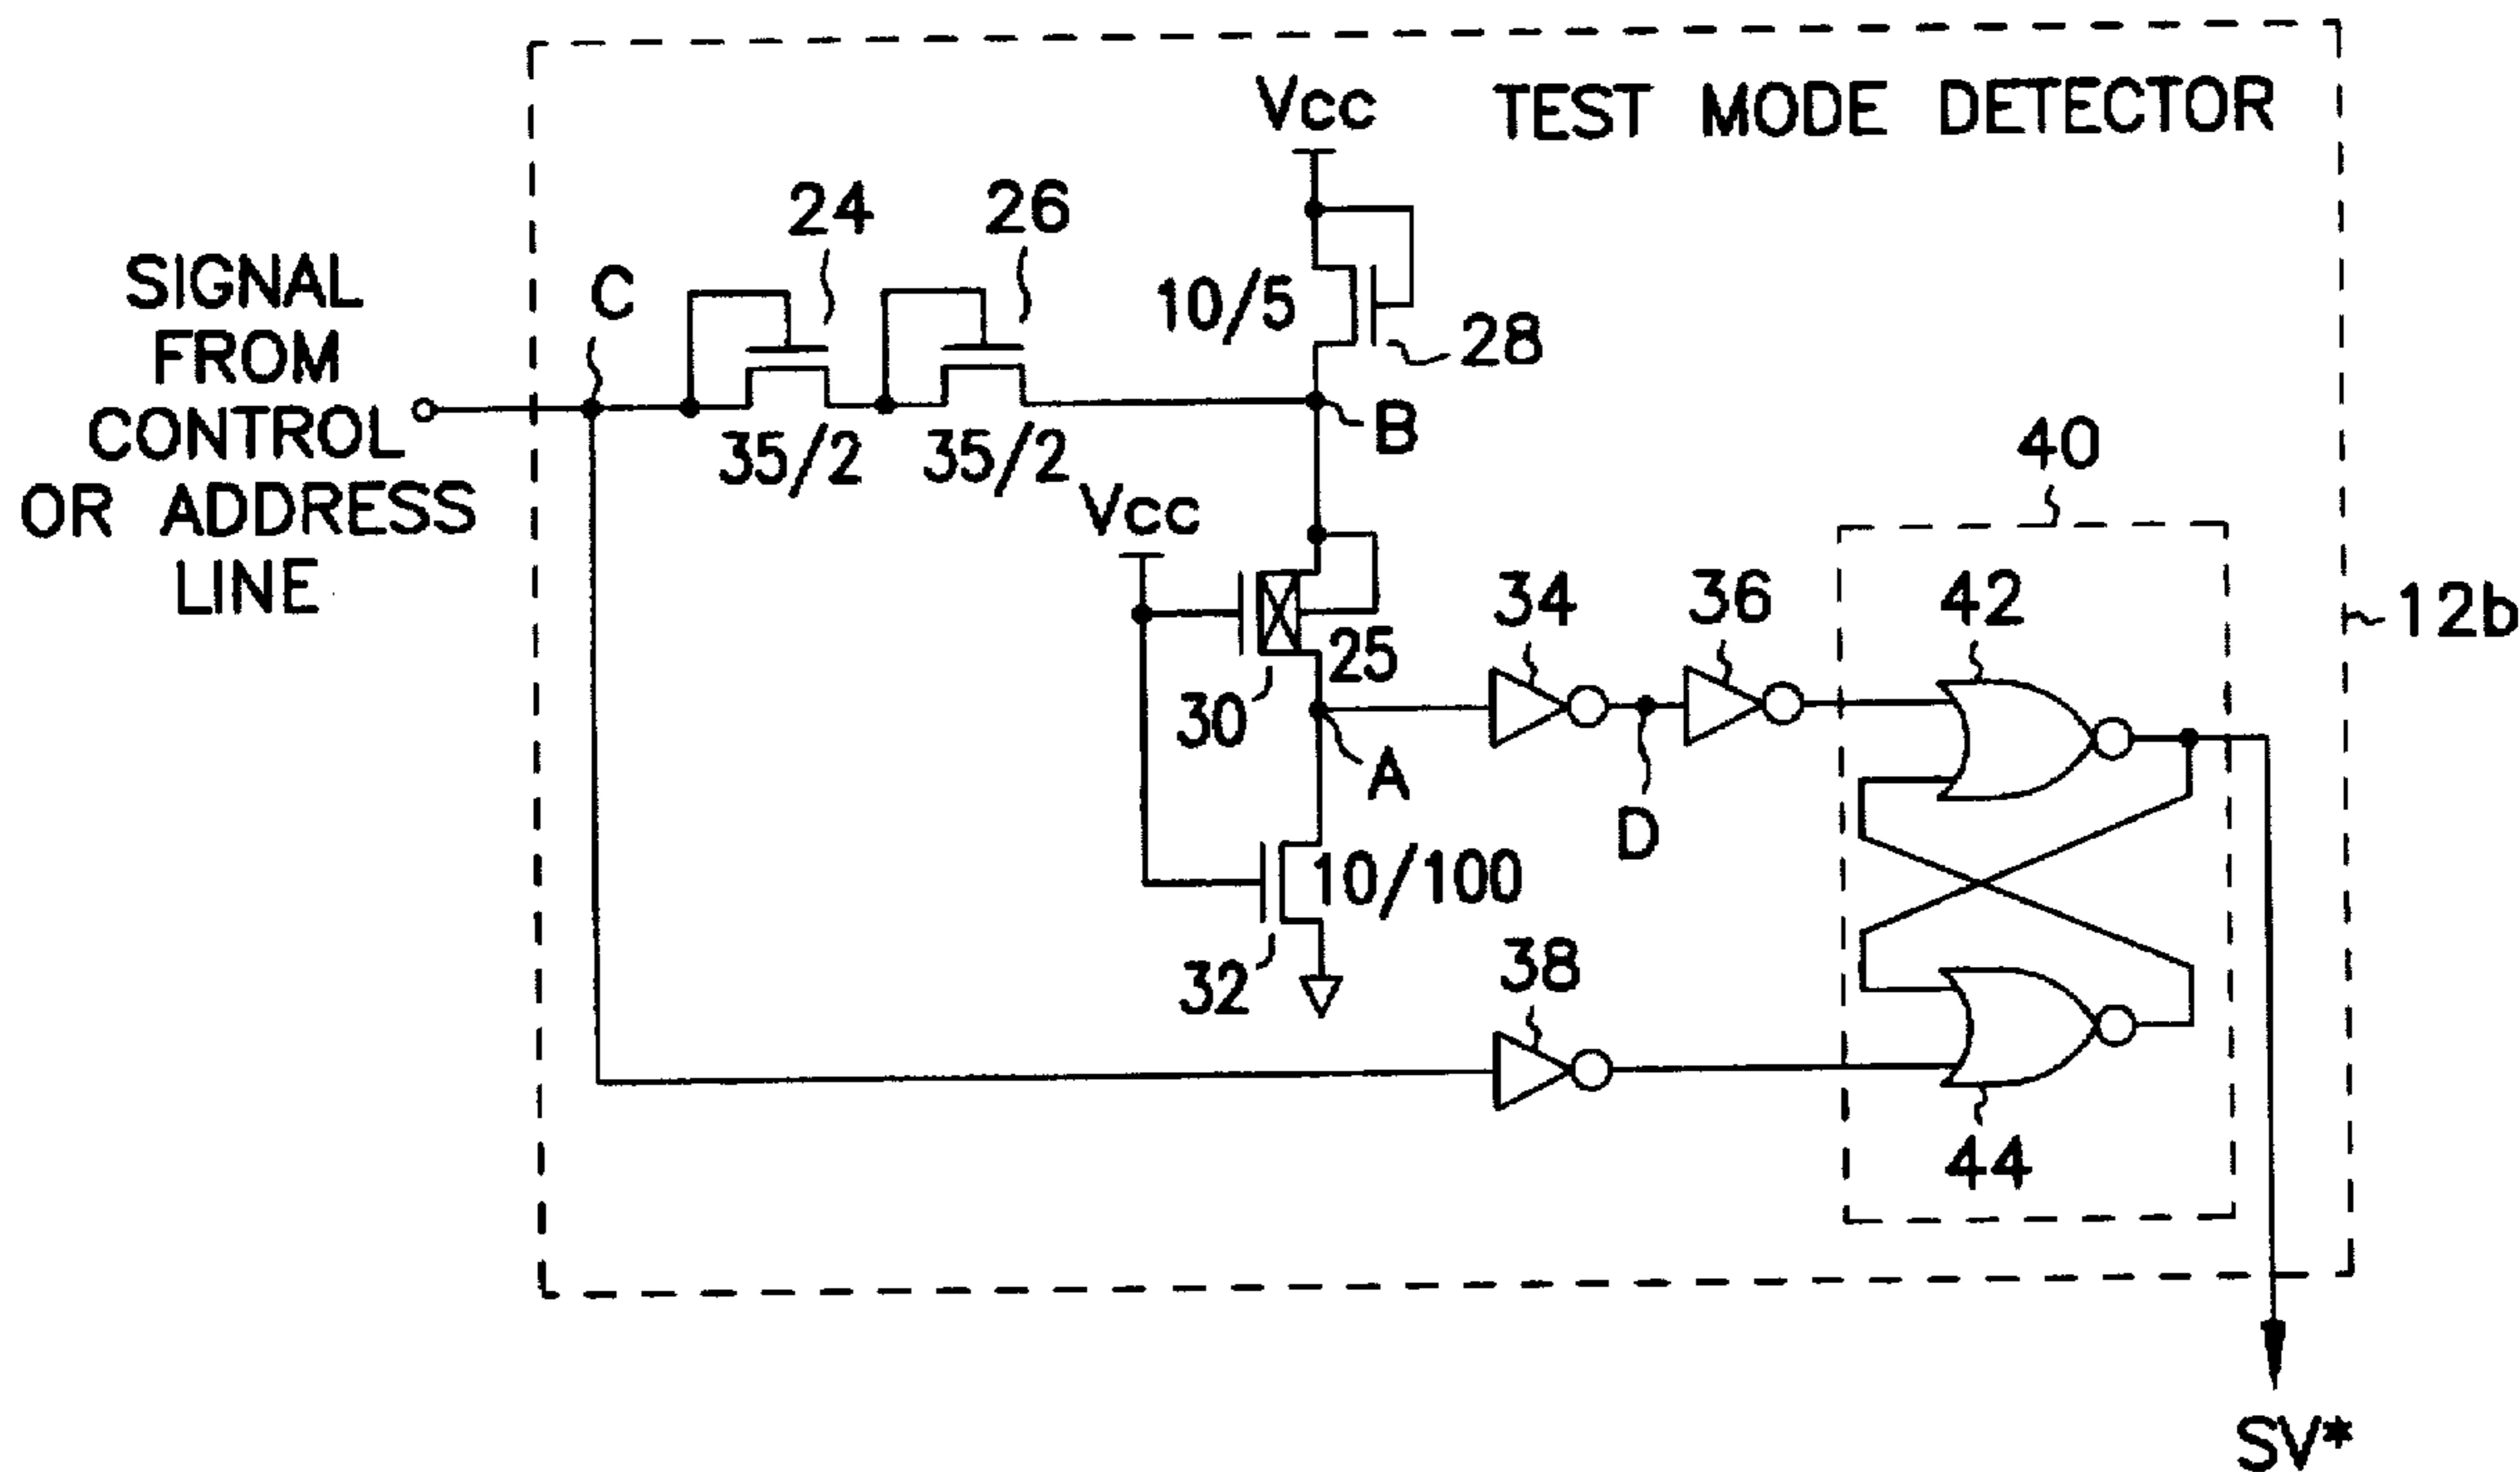 TEST MODE DETECTOR
Vcc
24
26
SIGNAL
FROM
CONTROL
OR ADDRESS
LINE
C
10/5
28
35/2
35/2
B
Vcc
40
25
30
34
36
42
12b
A
D
10/100
32
38
44
SV*